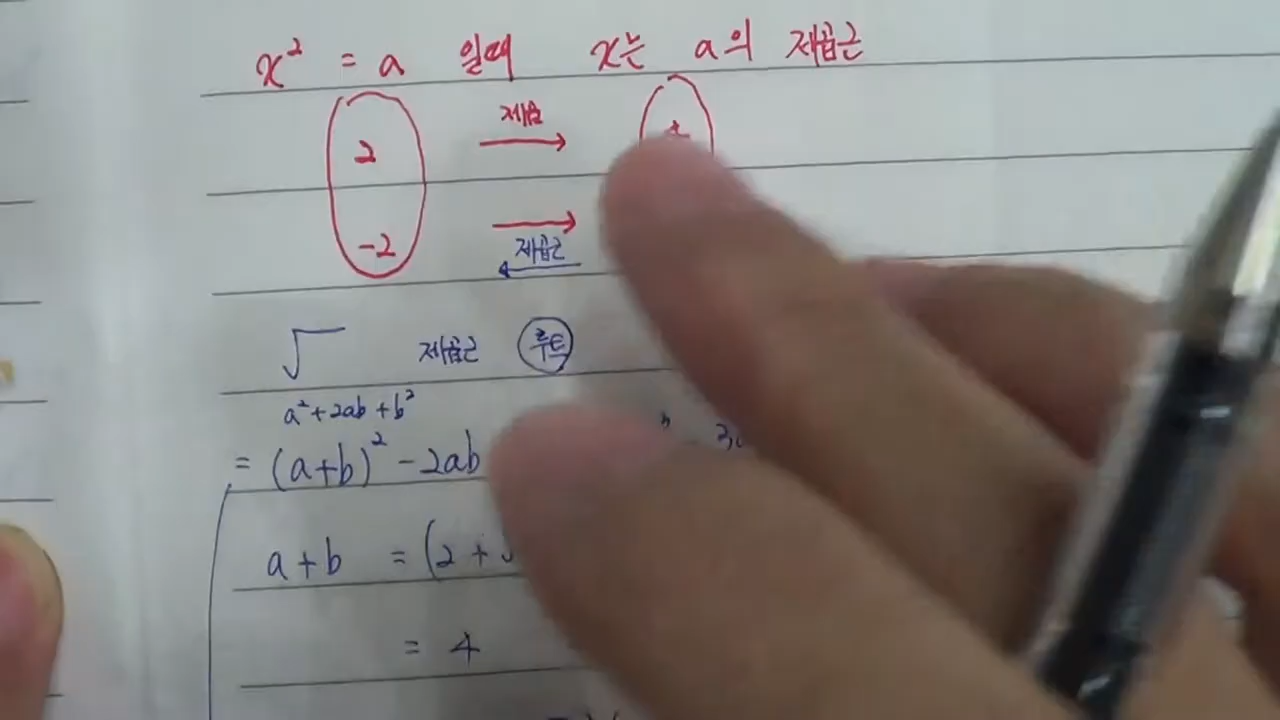 x² = a 일때 x는 a의 제곱근
2 제곱 →
-2 → 제곱근 ←
√ 제곱근 루트
a²+2ab+b²
= (a+b)² - 2ab
a+b = (2 +
= 4